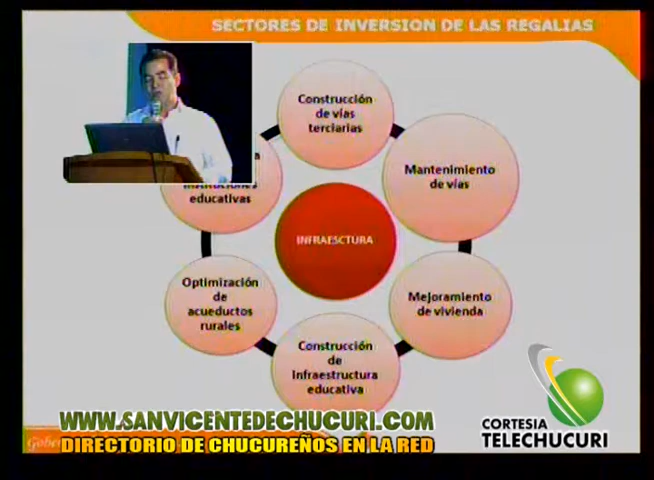 SECTORES DE INVERSION DE LAS REGALIAS
Construcción
de vías
terciarias
Mantenimiento
de vías
a
instituciones
educativas
INFRAESCTURA
Optimización
de
acueductos
rurales
Mejoramiento
de vivienda
Construcción
de
infraestructura
educativa
WWW.SANVICENTEDECHUCURI.COM
DIRECTORIO DE CHUCUREÑOS EN LA RED
CORTESIA
TELECHUCURI